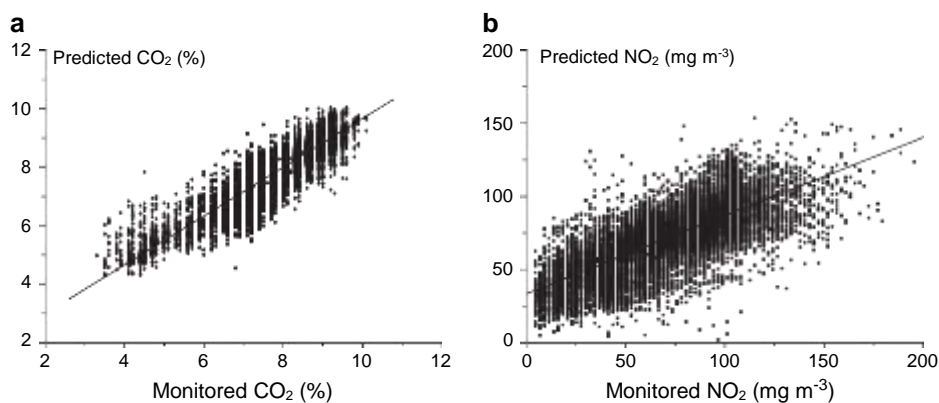 a
12
Predicted CO₂ (%)
10
8
6
4
2
2 4 6 8 10 12
Monitored CO₂ (%)
b
200
Predicted NO₂ (mg m⁻³)
150
100
50
0
0 50 100 150 200
Monitored NO₂ (mg m⁻³)